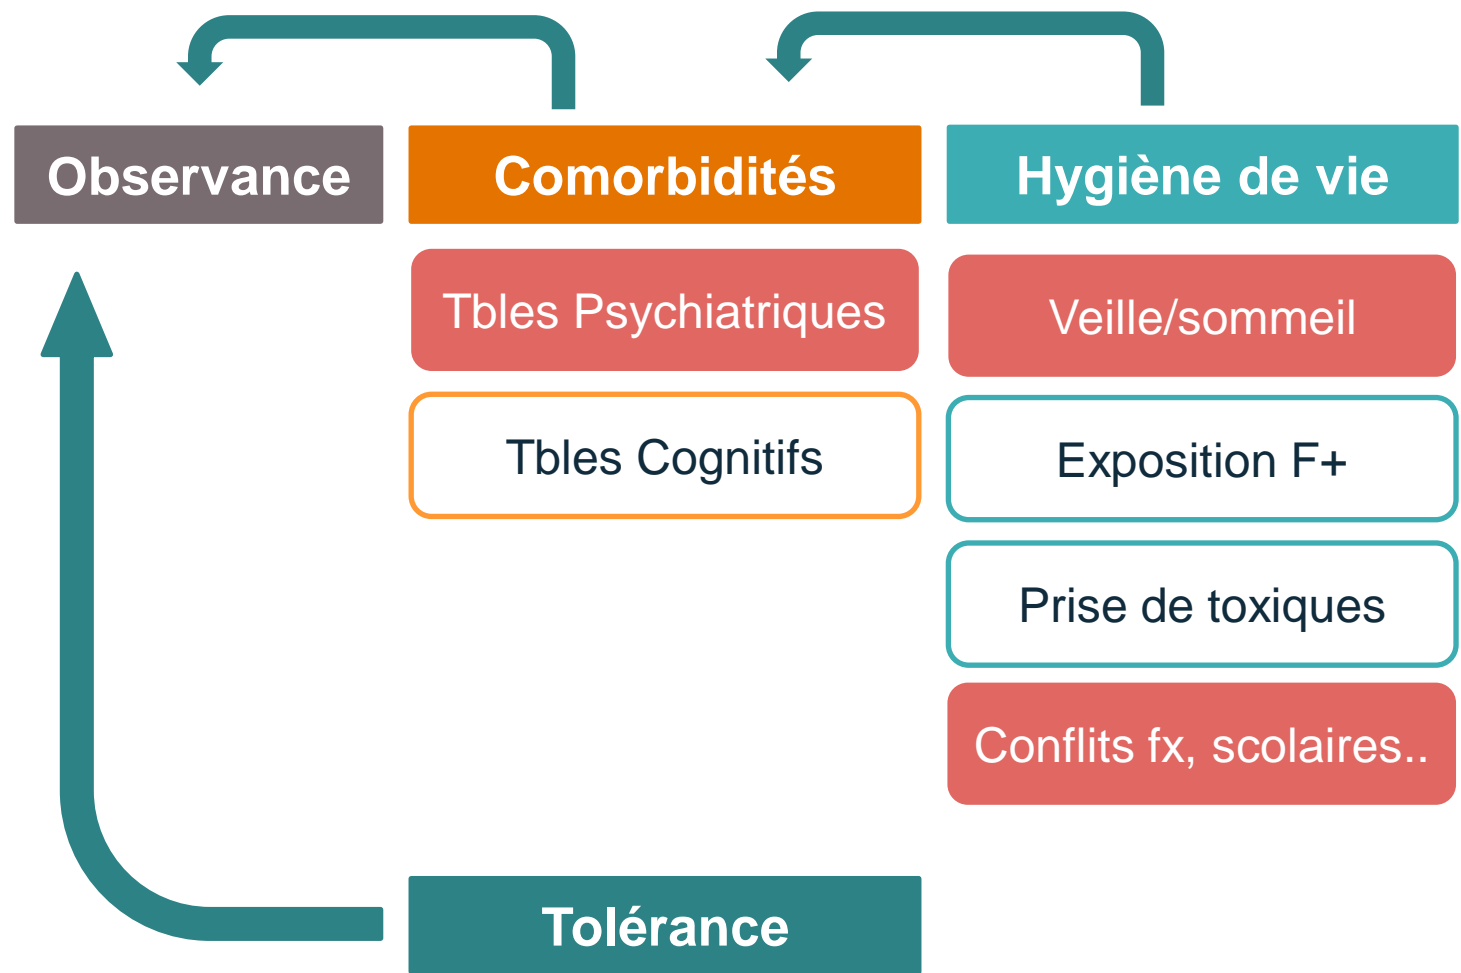 Observance
Comorbidités
Hygiène de vie
Tbles Psychiatriques
Veille/sommeil
Tbles Cognitifs
Exposition F+
Prise de toxiques
Conflits fx, scolaires..
Tolérance